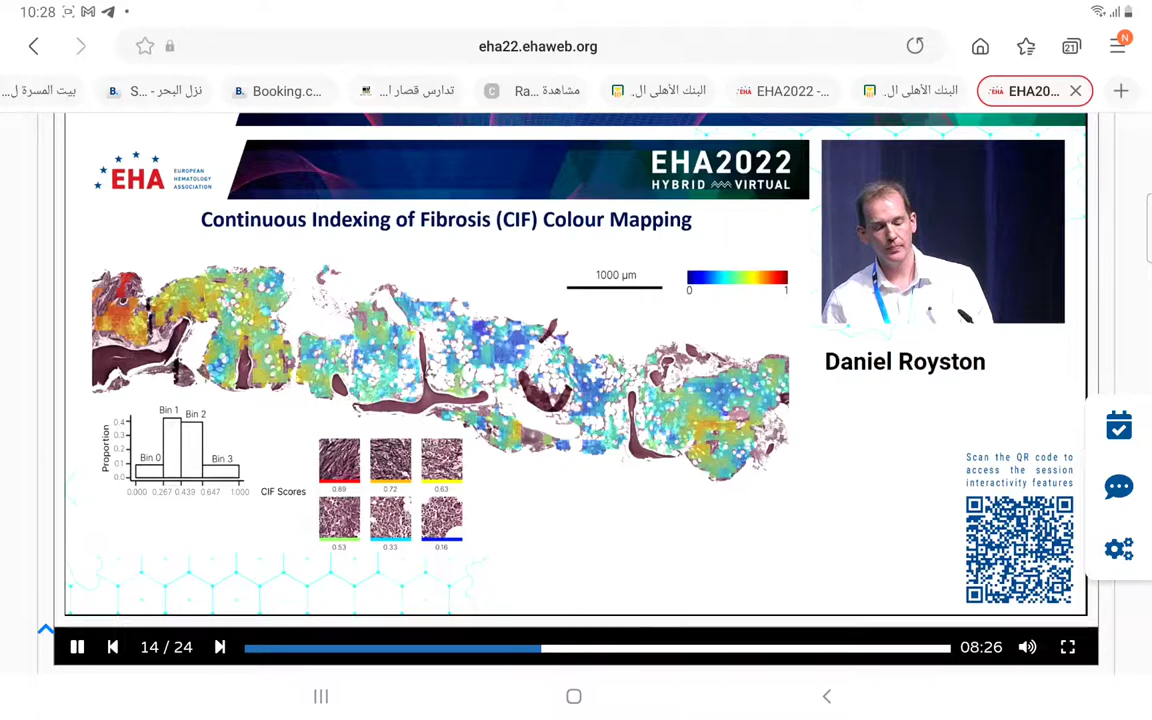 10:28
eha22.ehaweb.org
21
N
بيت المسرة ل...
نزل البحر - S...
Booking.c...
تدارس قصار ا...
مشاهدة Ra...
البنك الأهلى ال...
EHA2022 -...
البنك الأهلى ال...
EHA20...
EHA
EUROPEAN
HEMATOLOGY
ASSOCIATION
EHA2022
HYBRID VIRTUAL
Continuous Indexing of Fibrosis (CIF) Colour Mapping
1000 µm
0 1
Daniel Royston
Proportion
0.4
0.3
0.2
0.1
0.0
Bin 0
Bin 1
Bin 2
Bin 3
0.000 0.267 0.439 0.647 1.000
CIF Scores
0.89 0.72 0.63
0.53 0.33 0.16
Scan the QR code to
access the session
interactivity features
14 / 24
08:26